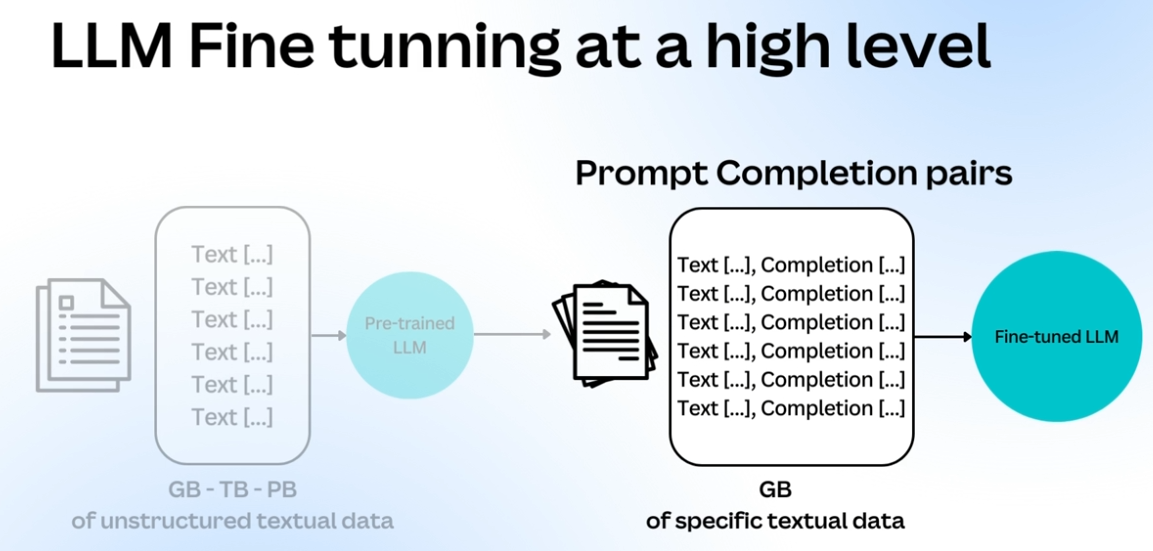 LLM Fine tunning at a high level
Prompt Completion pairs
Text [...]
Text [...]
Text [...]
Text [...]
Text [...]
Text [...]
Pre-trained
LLM
Text [...], Completion [...]
Text [...], Completion [...]
Text [...], Completion [...]
Text [...], Completion [...]
Text [...], Completion [...]
Text [...], Completion [...]
Fine-tuned LLM
GB - TB - PB
of unstructured textual data
GB
of specific textual data